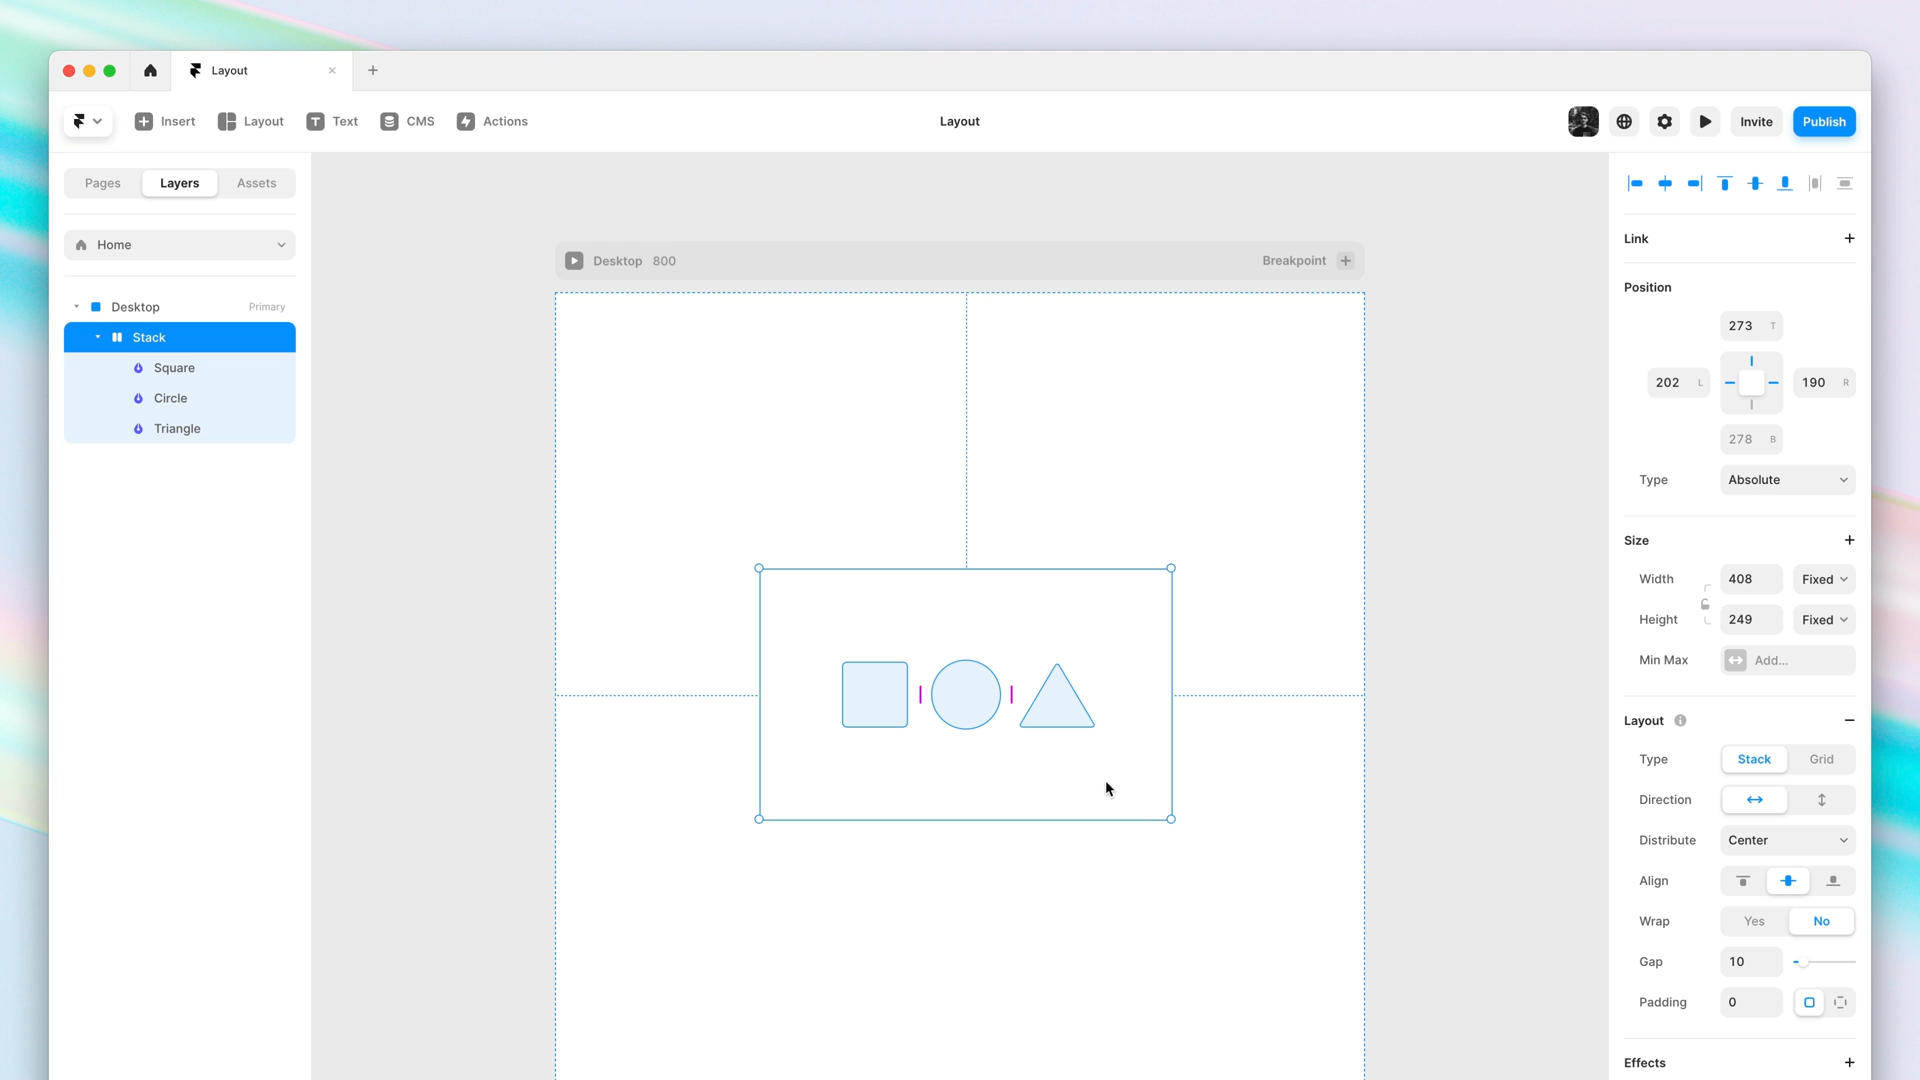 Layout
Insert
Layout
Text
CMS
Actions
Layout
Invite
Publish
Pages
Layers
Assets
Home
Desktop Primary
Stack
Square
Circle
Triangle
Desktop 800
Breakpoint
Link
Position
273 T
202 L
190 R
278 B
Type Absolute
Size
Width 408 Fixed
Height 249 Fixed
Min Max Add...
Layout
Type Stack Grid
Direction
Distribute Center
Align
Wrap Yes No
Gap 10
Padding 0
Effects